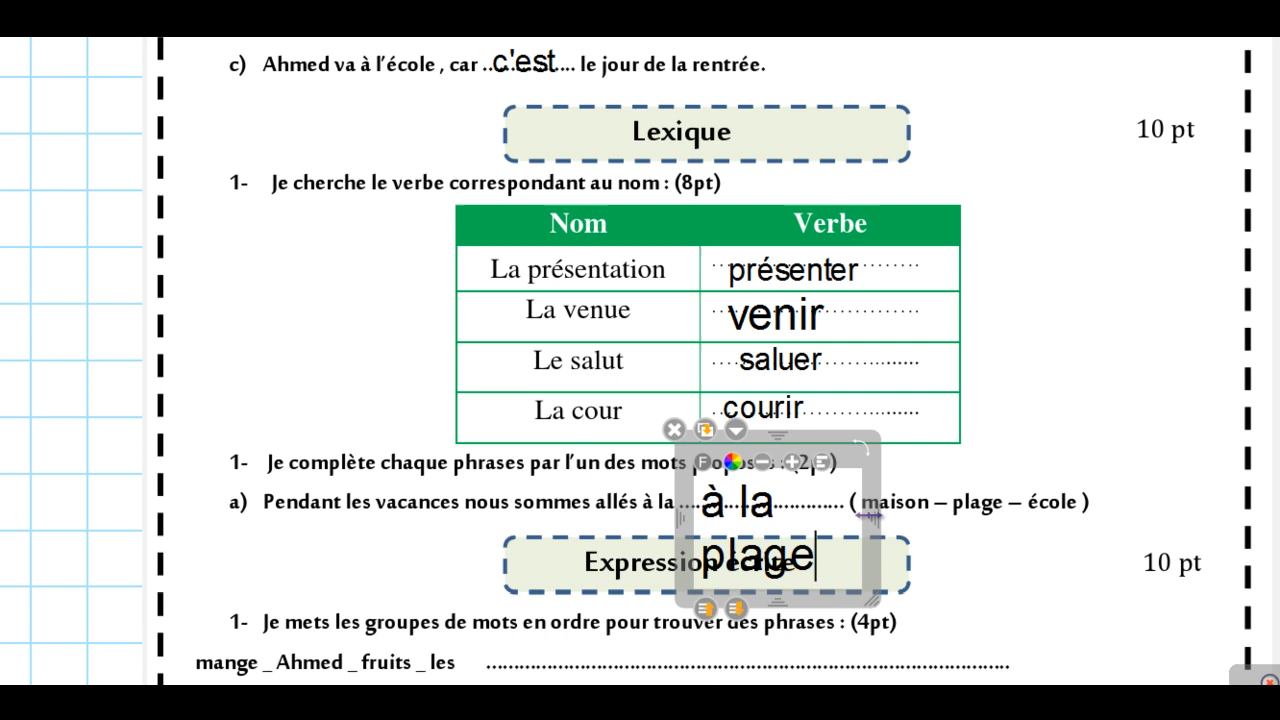 c) Ahmed va à l'école , car ..c'est.... le jour de la rentrée.
Lexique
10 pt
1- Je cherche le verbe correspondant au nom : (8pt)
Nom Verbe
La présentation présenter
La venue venir
Le salut saluer
La cour courir
1- Je complète chaque phrases par l'un des mots proposés : (2pt)
a) Pendant les vacances nous sommes allés à la .............................. ( maison – plage – école )
à la
plage
Expression écrite
10 pt
1- Je mets les groupes de mots en ordre pour trouver des phrases : (4pt)
mange _ Ahmed _ fruits _ les ..............................................................................................